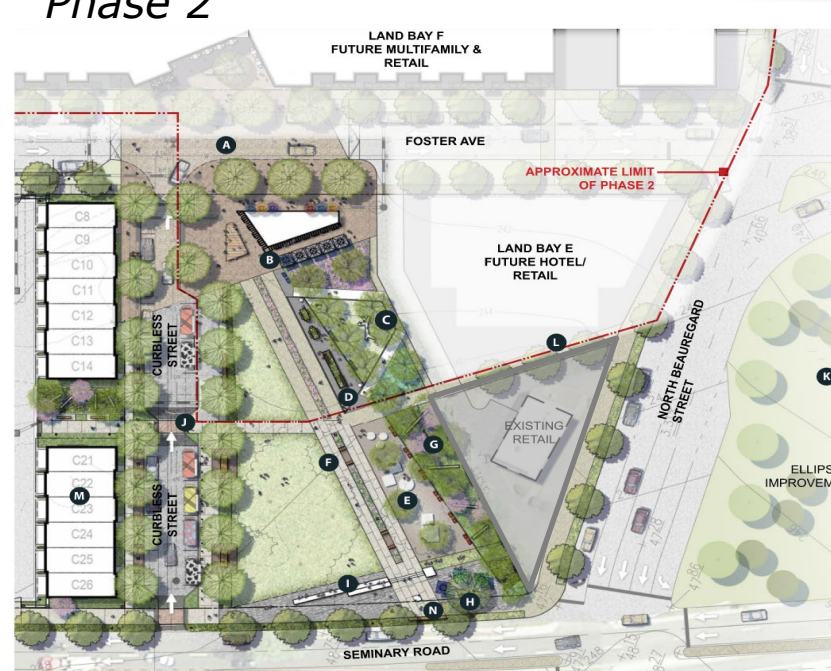 Phase 2
LAND BAY F
FUTURE MULTIFAMILY &
RETAIL
A
FOSTER AVE
APPROXIMATE LIMIT
OF PHASE 2
C8
C9
C10
C11
C12
C13
C14
CURBLESS
STREET
B
C
D
LAND BAY E
FUTURE HOTEL/
RETAIL
L
NORTH BEAUREGARD
STREET
K
J
F
G
E
EXISTING
RETAIL
ELLIPS
IMPROVEM
C21
C22
M
C23
C24
C25
C26
CURBLESS
STREET
I
H
N
SEMINARY ROAD